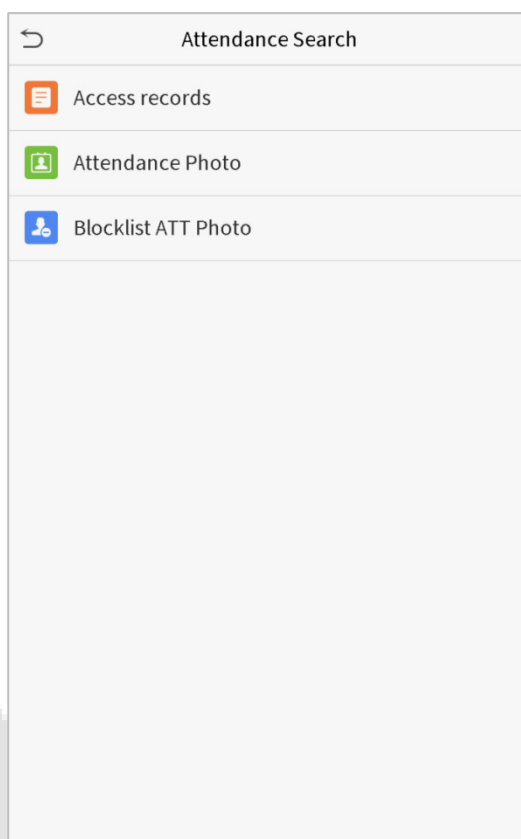 Attendance Search
Access records
Attendance Photo
Blocklist ATT Photo